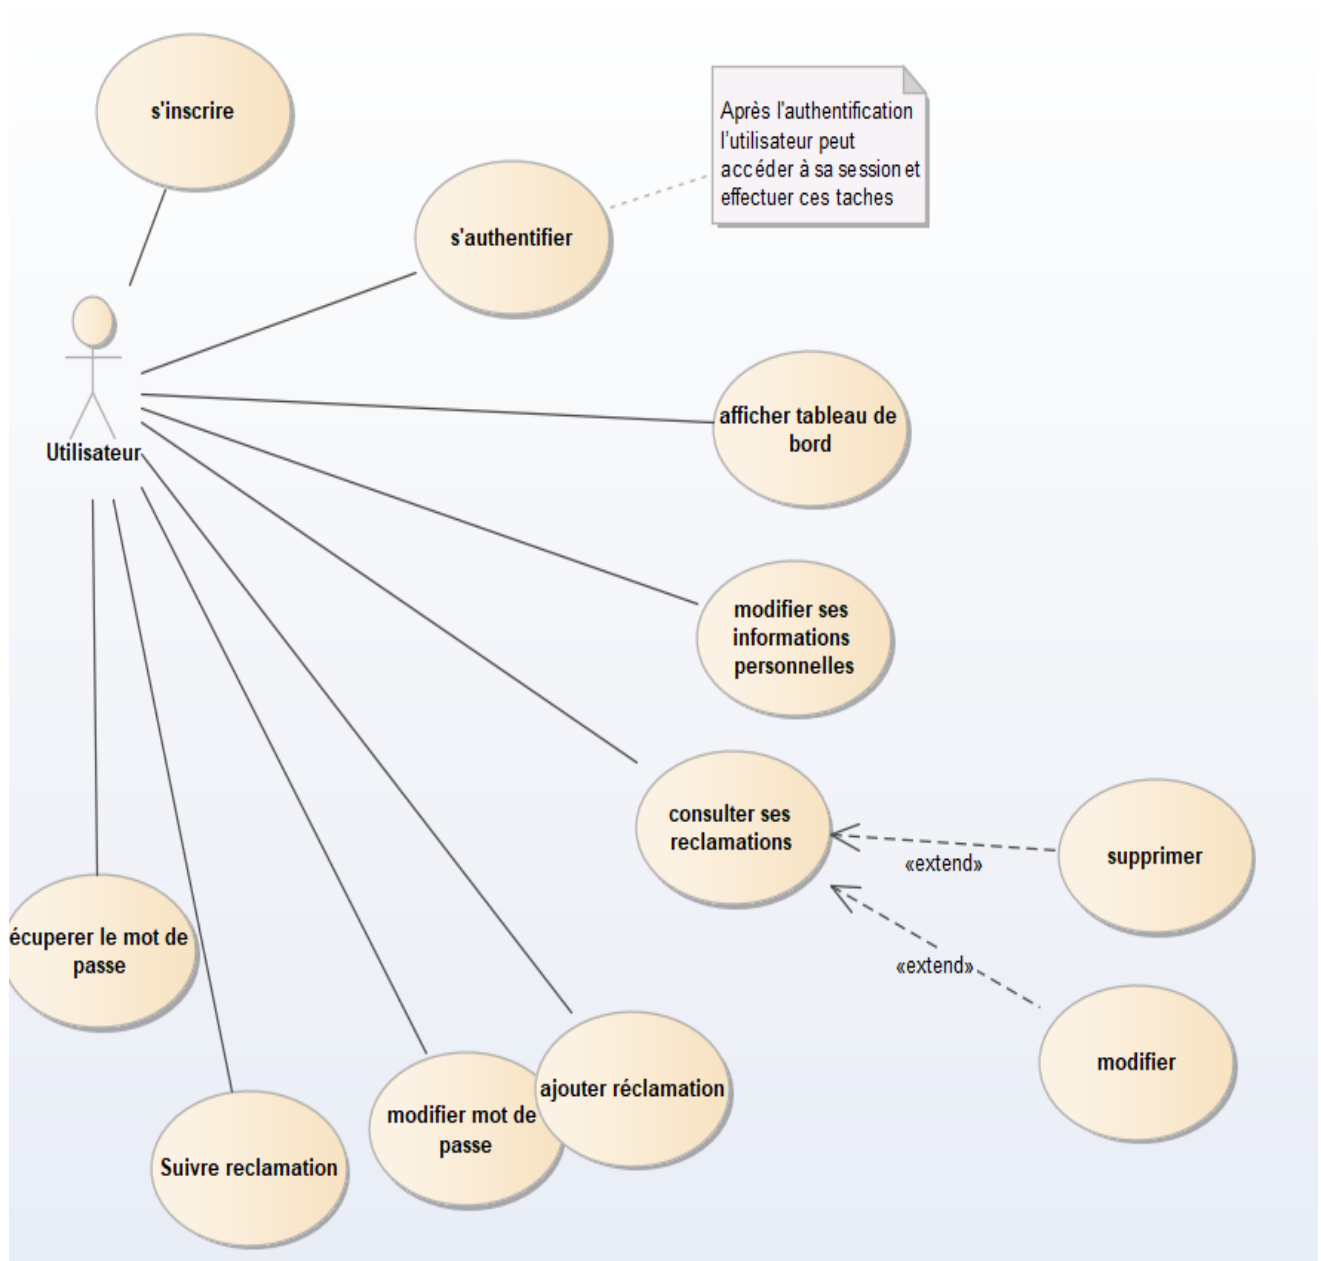 s'inscrire
Après l'authentification
l'utilisateur peut
accéder à sa session et
effectuer ces taches
s'authentifier
afficher tableau de
bord
Utilisateur
modifier ses
informations
personnelles
consulter ses
reclamations
«extend»
supprimer
«extend»
modifier
écuperer le mot de
passe
Suivre reclamation
modifier mot de
passe
ajouter réclamation